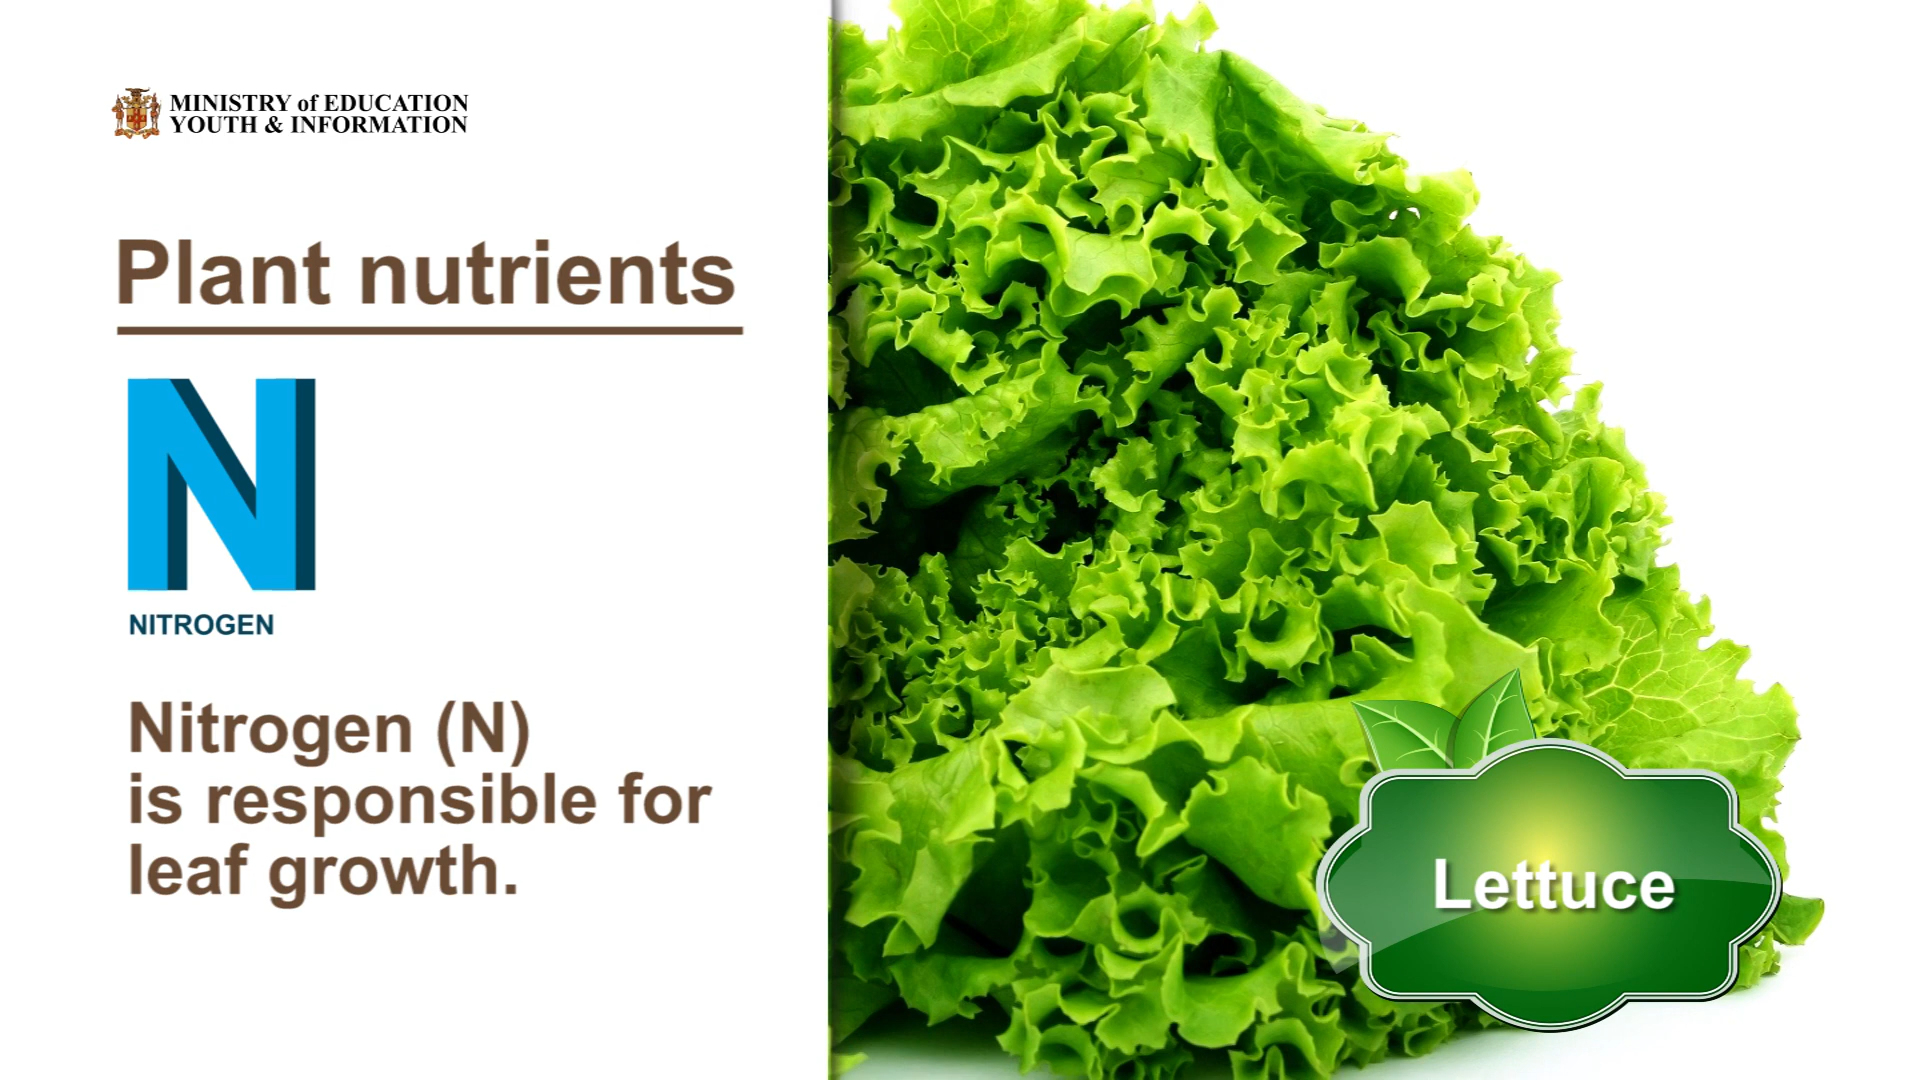 MINISTRY of EDUCATION
YOUTH & INFORMATION
Plant nutrients
N
NITROGEN
Nitrogen (N)
is responsible for
leaf growth.
Lettuce